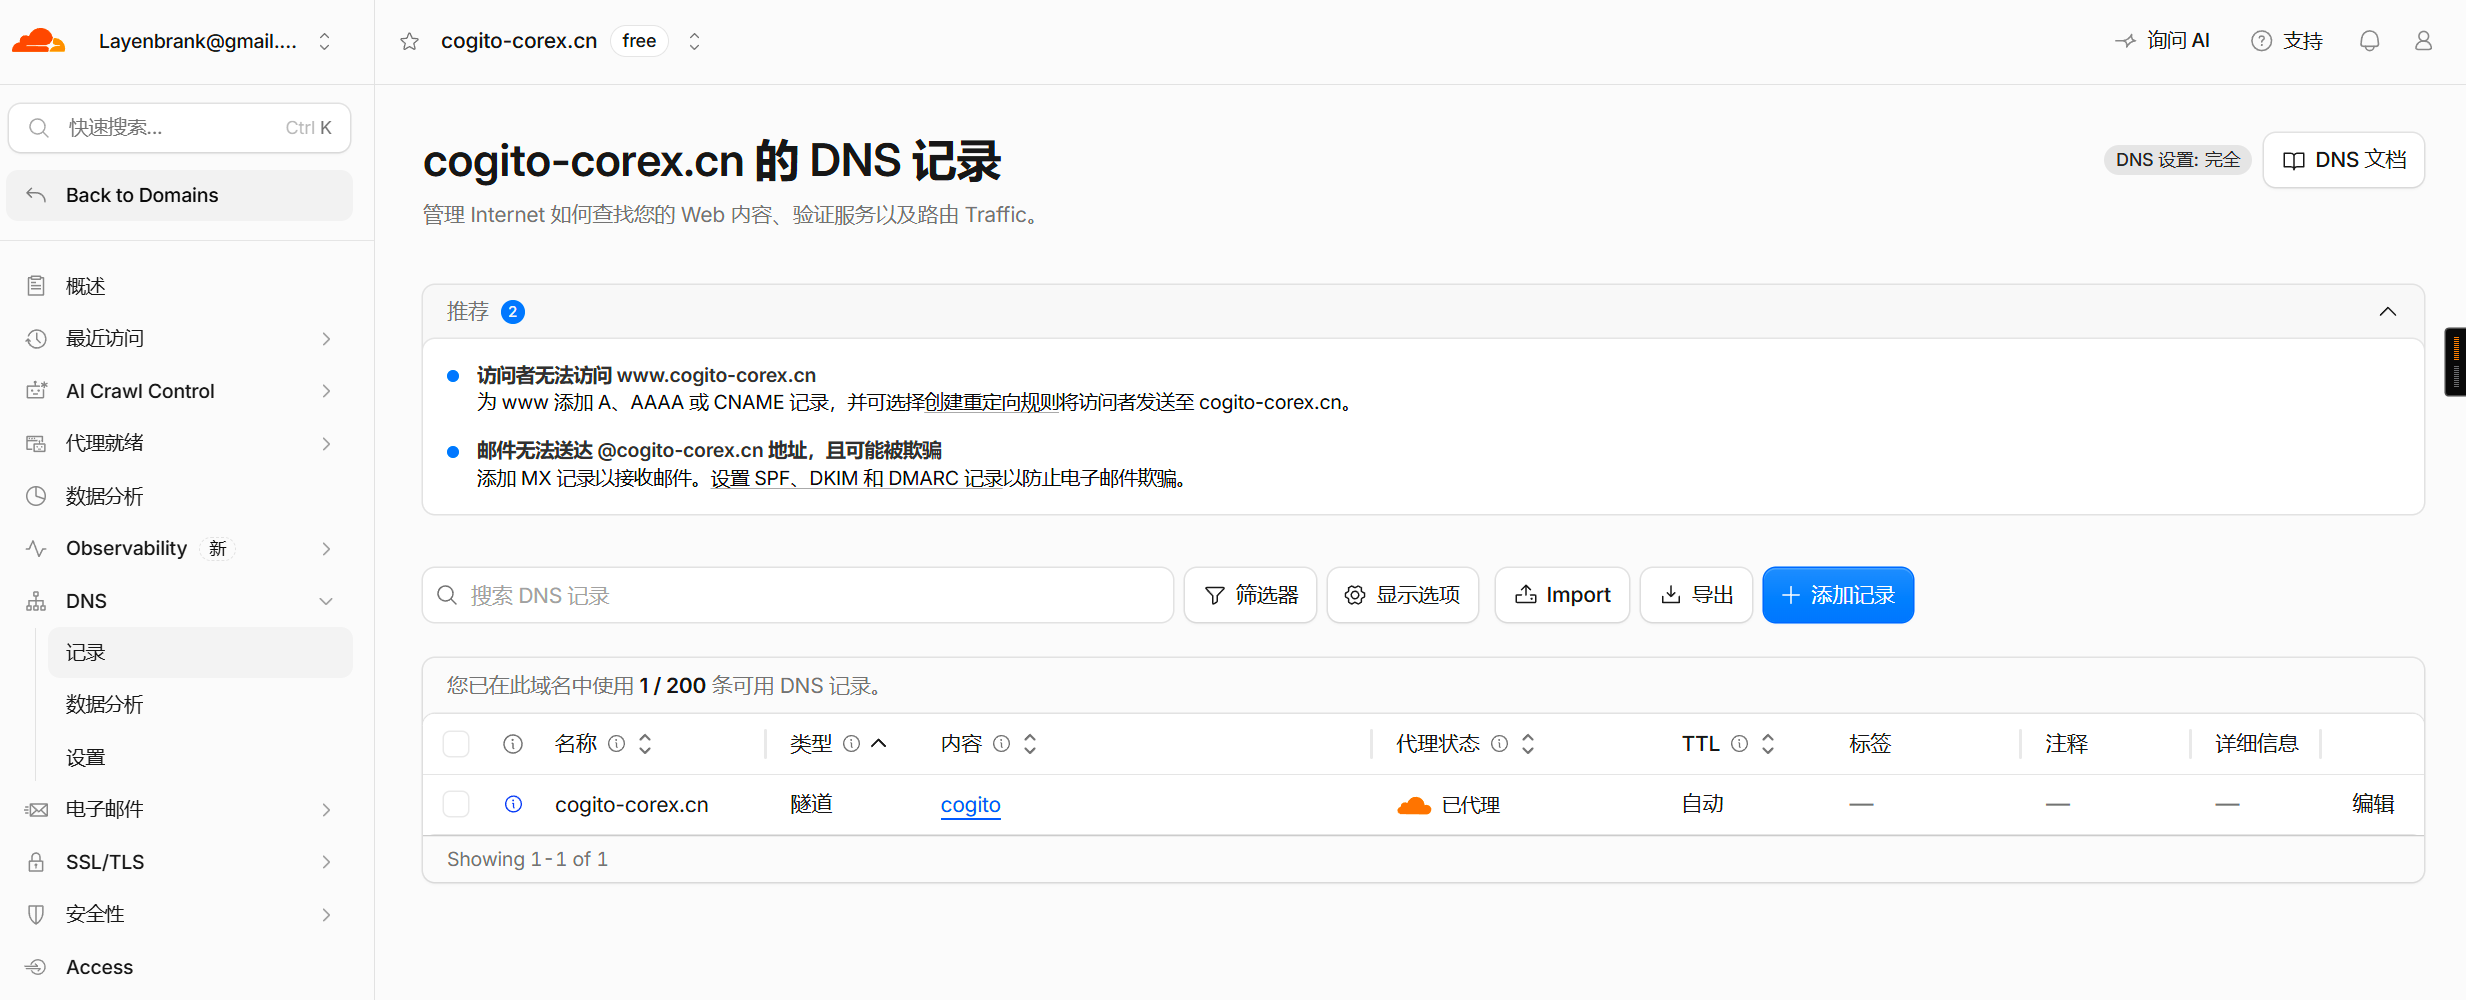 Layenbrank@gmail....
cogito-corex.cn free
询问 AI
支持
快速搜索... Ctrl K
Back to Domains
概述
最近访问
AI Crawl Control
代理就绪
数据分析
Observability 新
DNS
记录
数据分析
设置
电子邮件
SSL/TLS
安全性
Access
cogito-corex.cn 的 DNS 记录
管理 Internet 如何查找您的 Web 内容、验证服务以及路由 Traffic。
DNS 设置: 完全
DNS 文档
推荐 2
访问者无法访问 www.cogito-corex.cn
为 www 添加 A、AAAA 或 CNAME 记录，并可选择创建重定向规则将访问者发送至 cogito-corex.cn。
邮件无法送达 @cogito-corex.cn 地址，且可能被欺骗
添加 MX 记录以接收邮件。设置 SPF、DKIM 和 DMARC 记录以防止电子邮件欺骗。
搜索 DNS 记录
筛选器
显示选项
Import
导出
添加记录
您已在此域名中使用 1 / 200 条可用 DNS 记录。
名称 类型 内容 代理状态 TTL 标签 注释 详细信息
cogito-corex.cn 隧道 cogito 已代理 自动 — — — 编辑
Showing 1-1 of 1